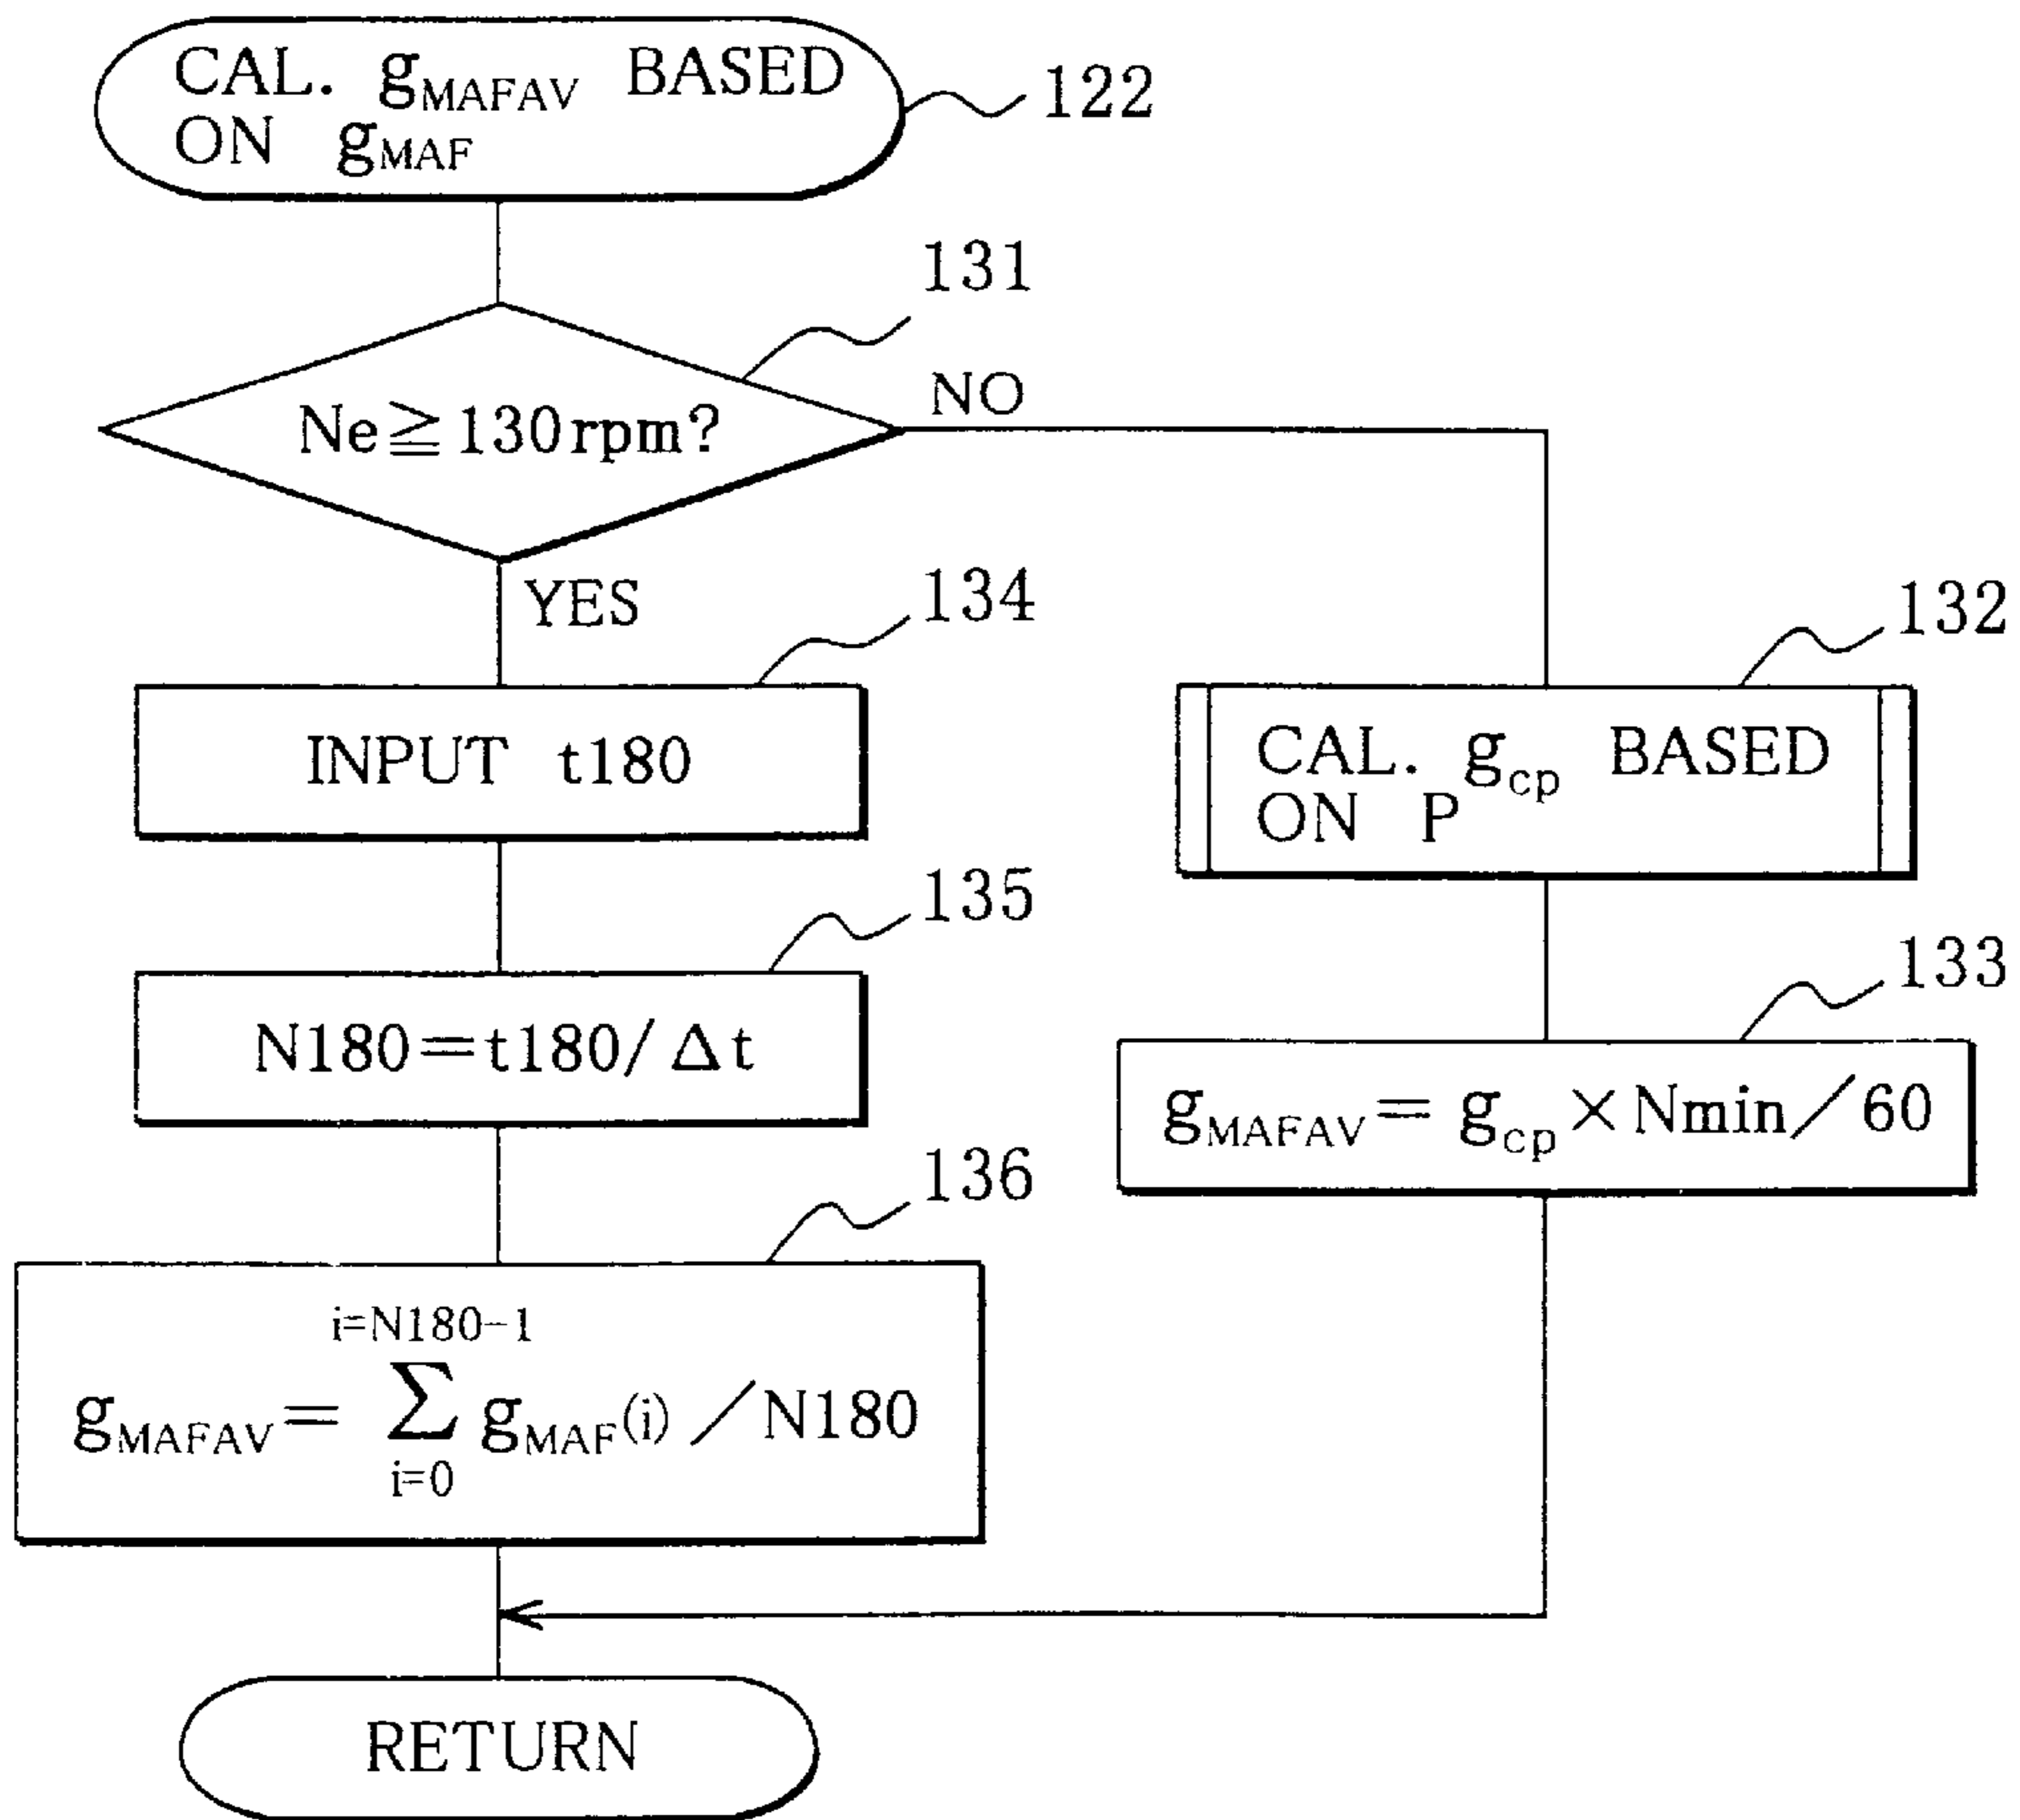 CAL. gMAFAV BASED
ON gMAF
122
131
Ne≧130rpm?
NO
YES
134
INPUT t180
132
CAL. gcp BASED
ON P
135
N180=t180/Δt
133
gMAFAV=gcp×Nmin/60
136
i=N180-1
gMAFAV=ΣgMAF(i)/N180
i=0
RETURN